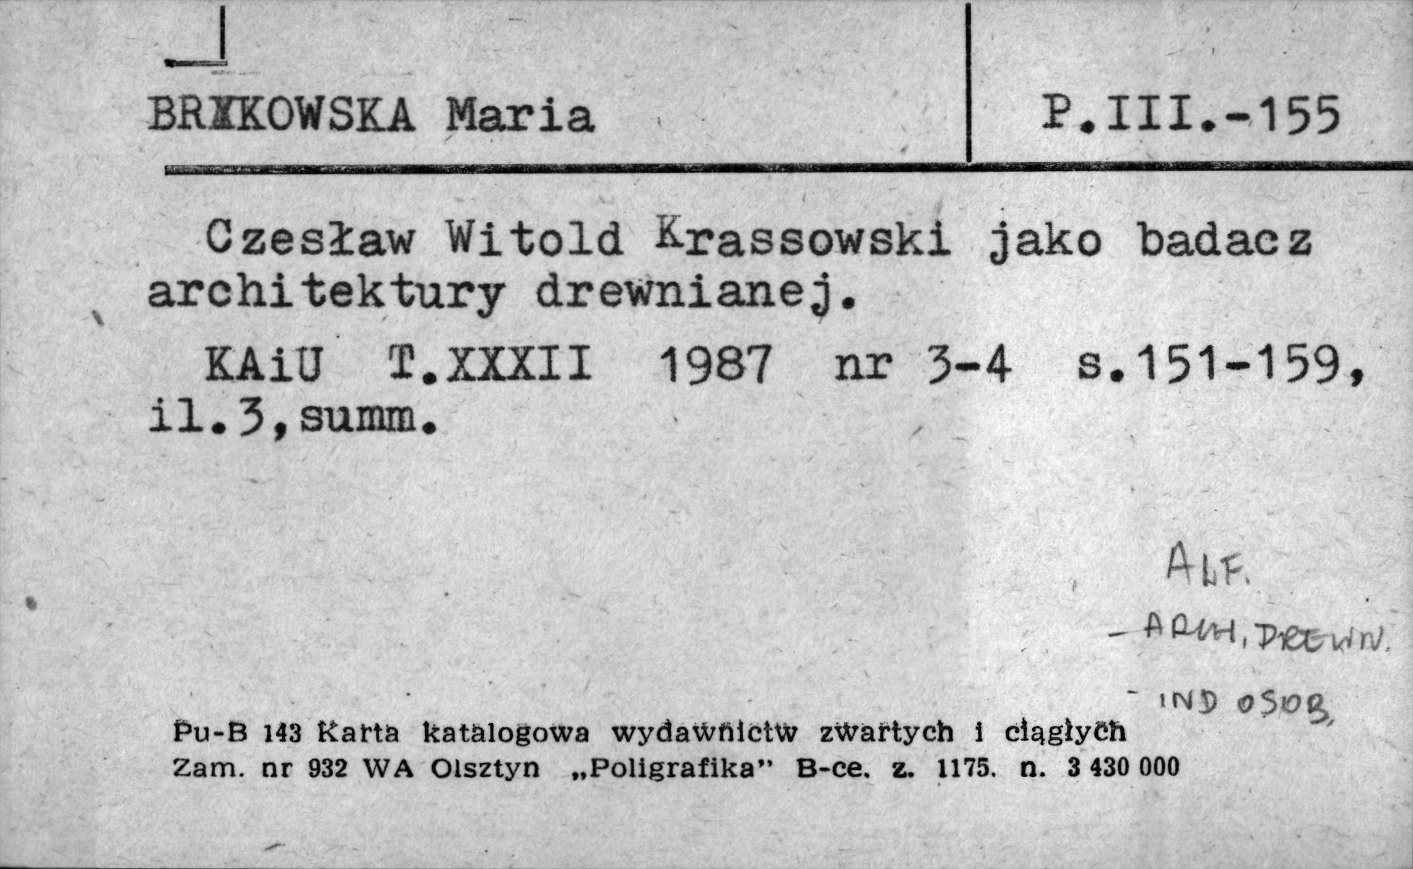 BRYKOWSKA Maria P.III.-155
Czesław Witold Krassowski jako badacz
architektury drewnianej.
KAiU T.XXXII 1987 nr 3-4 s.151-159,
il.3,summ.
ALF.
- ARCH. DREWN.
- IND OSOB,
Pu-B 143 Karta katalogowa wydawnictw zwartych i ciągłych
Zam. nr 932 WA Olsztyn „Poligrafika” B-ce. z. 1175. n. 3 430 000